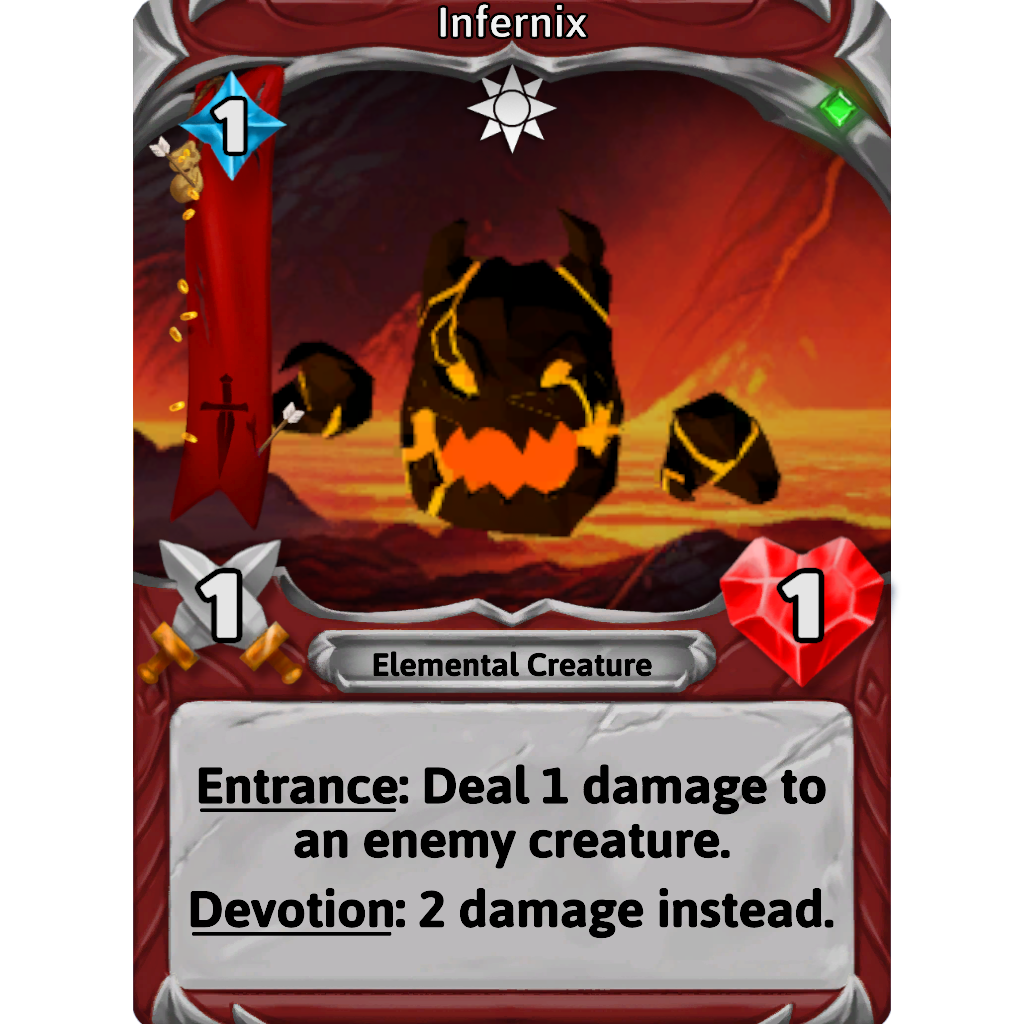 Infernix
1
1
1
Elemental Creature
Entrance: Deal 1 damage to
an enemy creature.
Devotion: 2 damage instead.